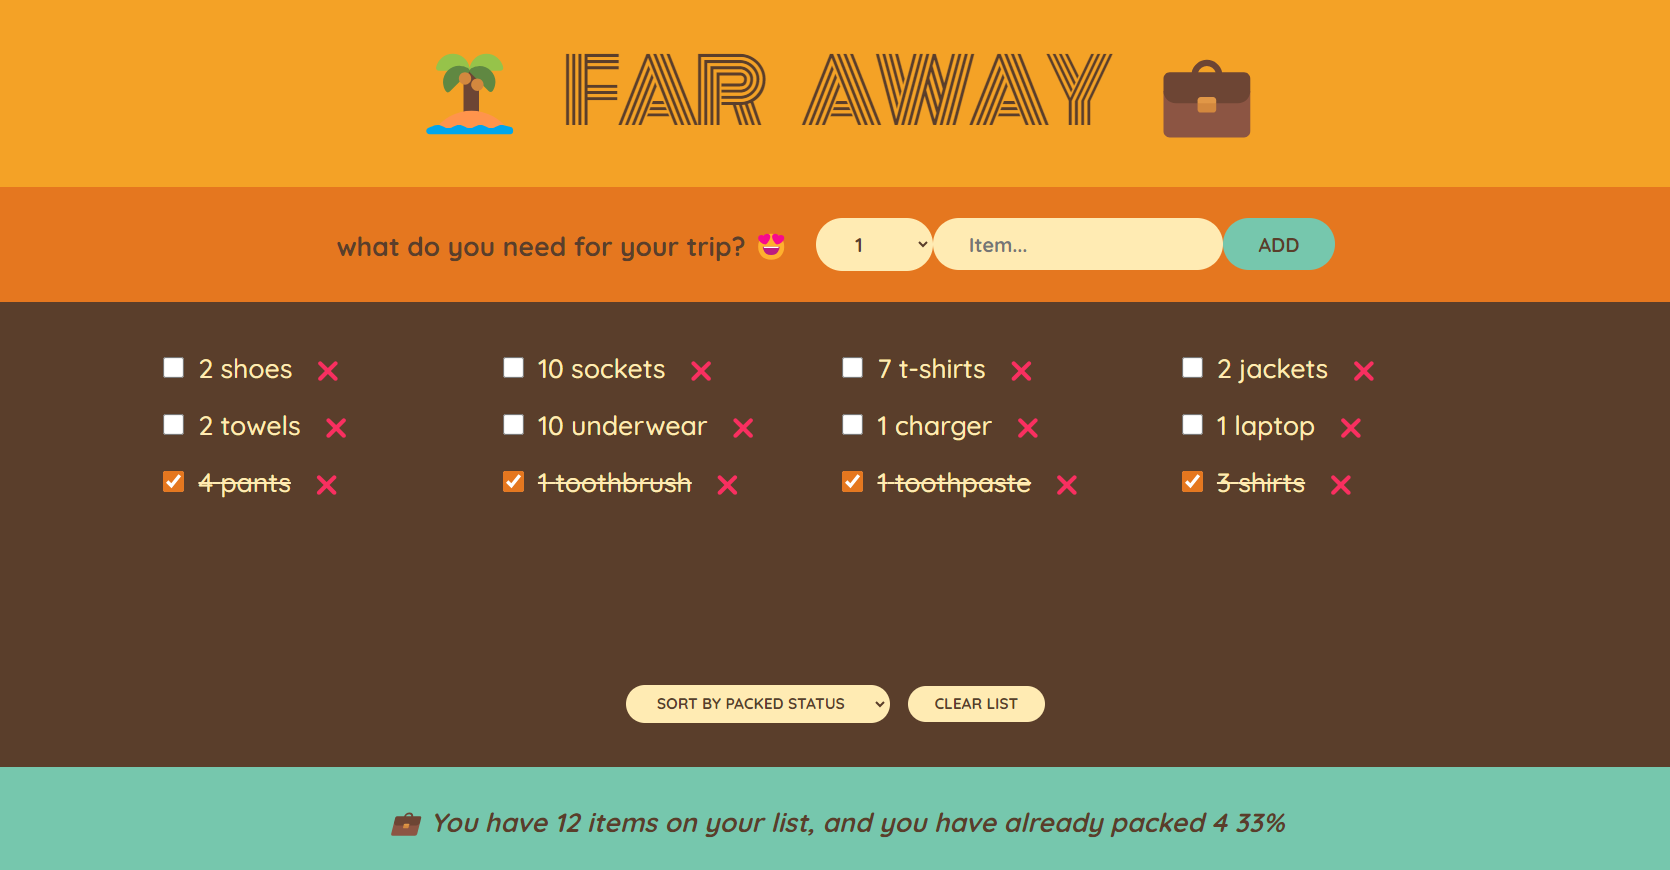 FAR AWAY
what do you need for your trip? 😍 1 Item... ADD
2 shoes ❌ 10 sockets ❌ 7 t-shirts ❌ 2 jackets ❌
2 towels ❌ 10 underwear ❌ 1 charger ❌ 1 laptop ❌
4 pants ❌ 1 toothbrush ❌ 1 toothpaste ❌ 3 shirts ❌
SORT BY PACKED STATUS CLEAR LIST
💼 You have 12 items on your list, and you have already packed 4 33%